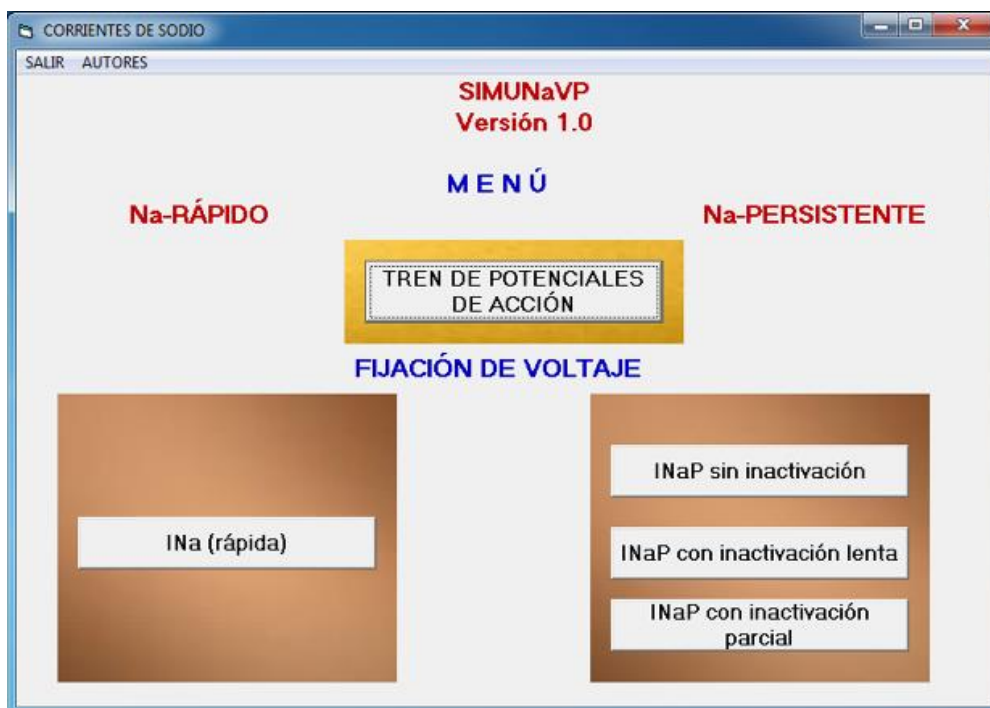 CORRIENTES DE SODIO
SALIR AUTORES
SIMUNaVP
Versión 1.0
M E N Ú
Na-RÁPIDO
Na-PERSISTENTE
TREN DE POTENCIALES
DE ACCIÓN
FIJACIÓN DE VOLTAJE
INa (rápida)
INaP sin inactivación
INaP con inactivación lenta
INaP con inactivación
parcial